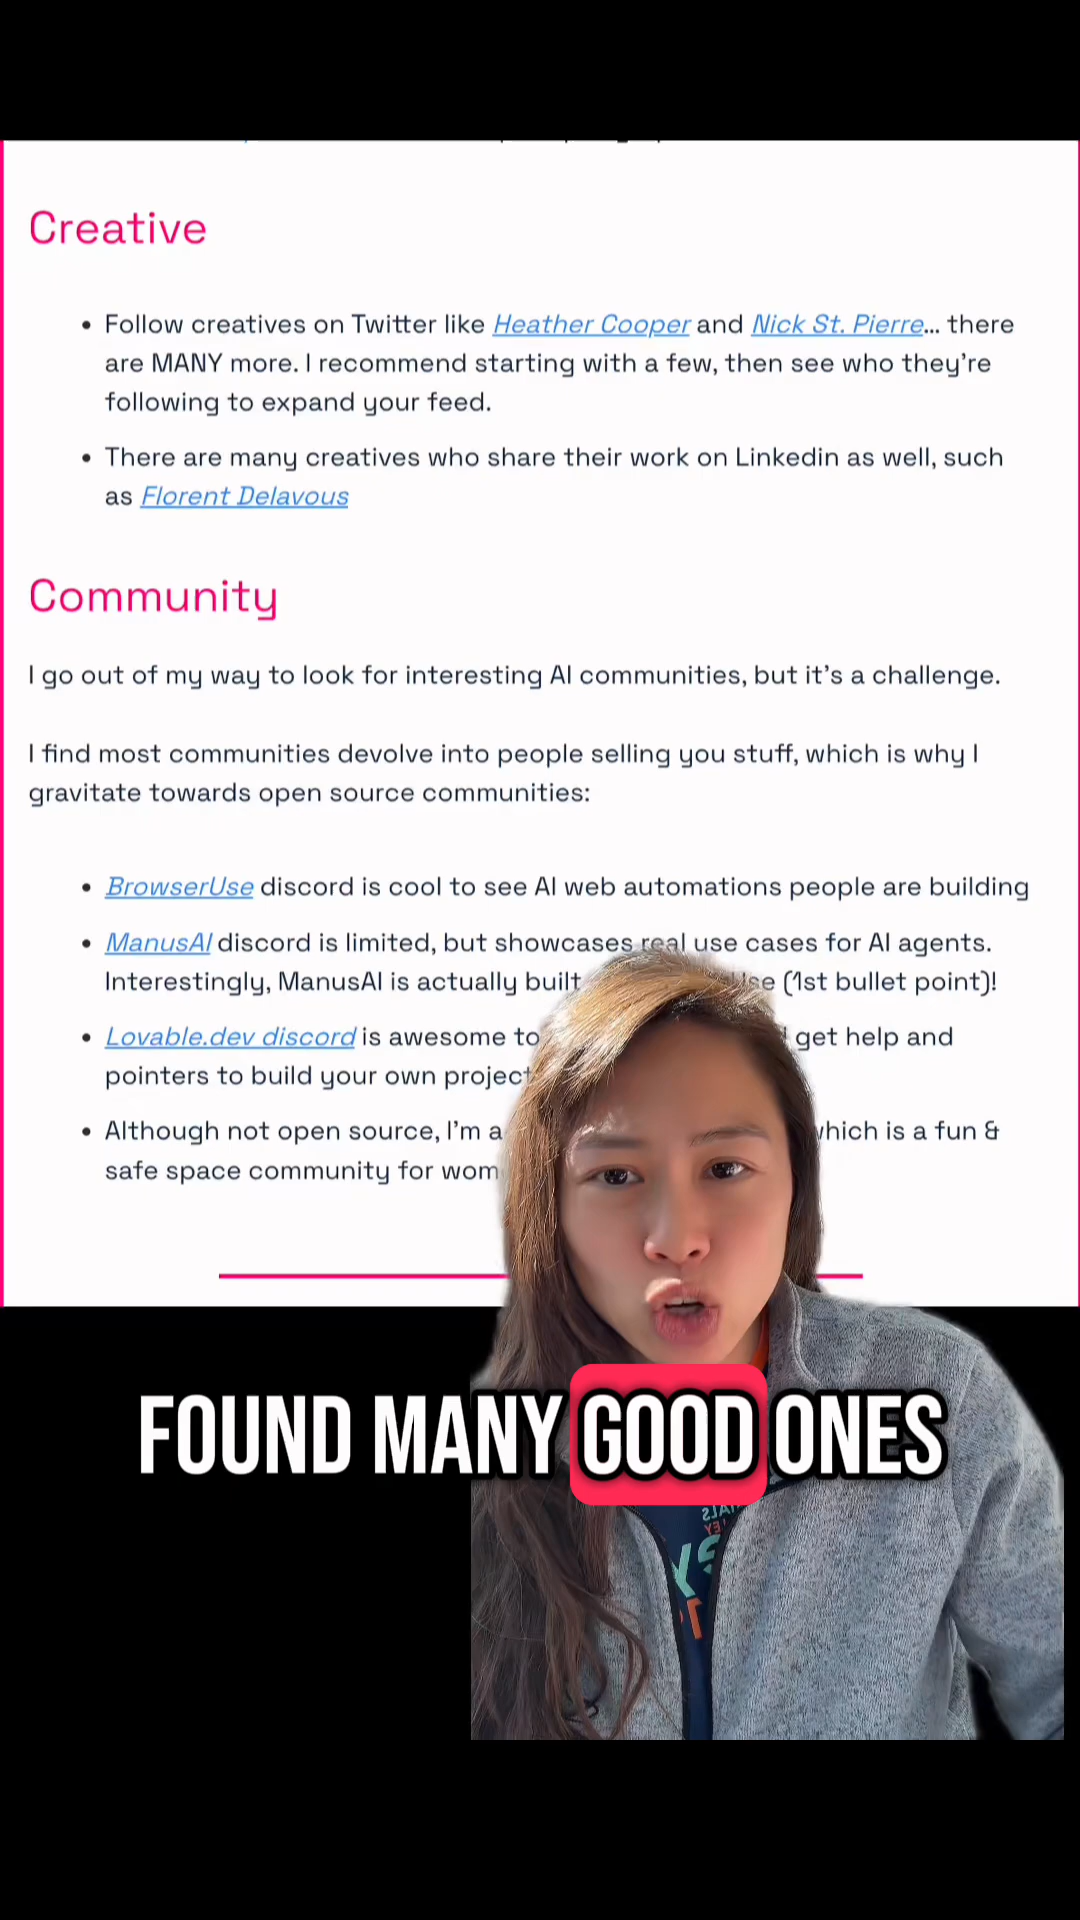 Creative
• Follow creatives on Twitter like Heather Cooper and Nick St. Pierre... there
are MANY more. I recommend starting with a few, then see who they're
following to expand your feed.
• There are many creatives who share their work on Linkedin as well, such
as Florent Delavous
Community
I go out of my way to look for interesting AI communities, but it's a challenge.
I find most communities devolve into people selling you stuff, which is why I
gravitate towards open source communities:
• BrowserUse discord is cool to see AI web automations people are building
• ManusAI discord is limited, but showcases real use cases for AI agents.
Interestingly, ManusAI is actually built (1st bullet point)!
• Lovable.dev discord is awesome to get help and
pointers to build your own project
• Although not open source, I'm a which is a fun &
safe space community for
FOUND MANY GOOD ONES